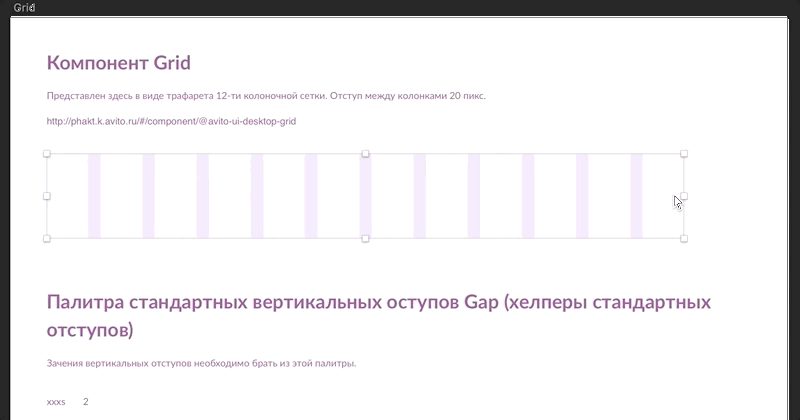 Grid
Компонент Grid
Представлен здесь в виде трафарета 12-ти колоночной сетки. Отступ между колонками 20 пикс.
http://phakt.k.avito.ru/#/component/@avito-ui-desktop-grid
Палитра стандартных вертикальных оступов Gap (хелперы стандартных
отступов)
Зачения вертикальных отступов необходимо брать из этой палитры.
xxxs 2